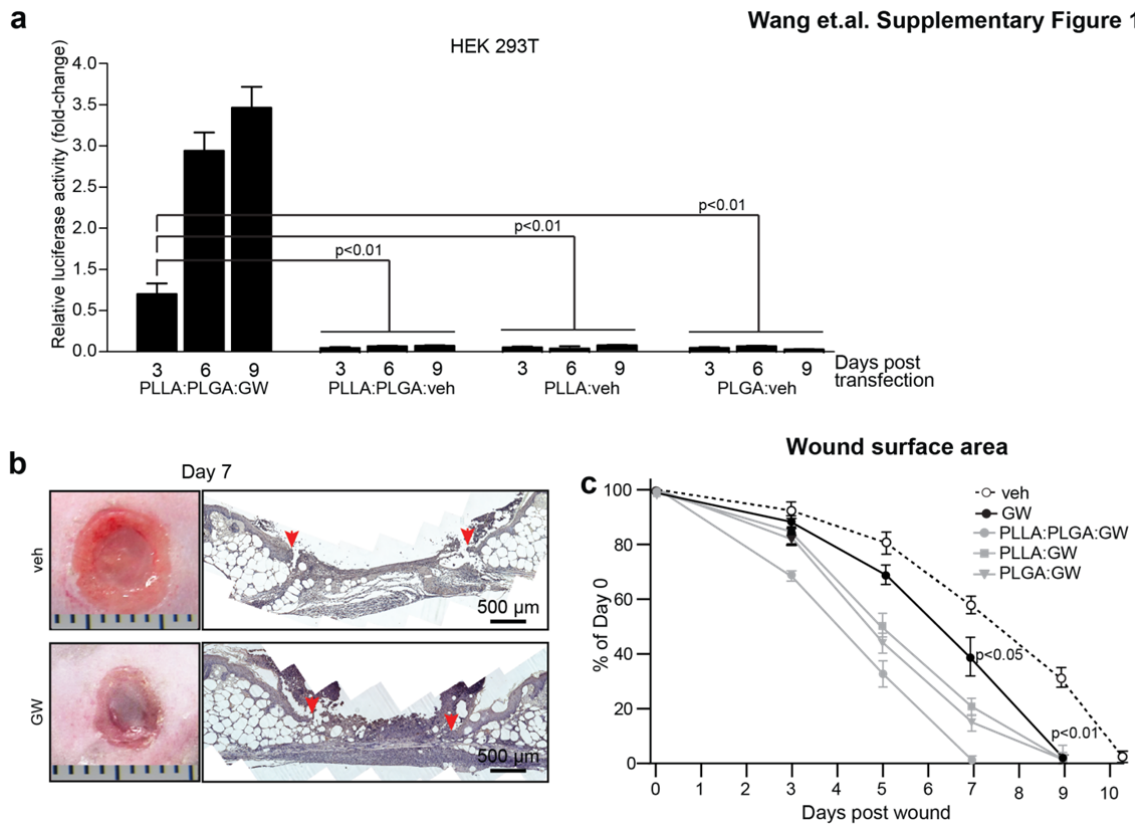 a
Wang et.al. Supplementary Figure 1
HEK 293T
Relative luciferase activity (fold-change)
4.0
3.5
3.0
2.5
2.0
1.5
0.5
0.0
p<0.01
p<0.01
p<0.01
3 6 9 3 6 9 3 6 9 3 6 9
PLLA:PLGA:GW PLLA:PLGA:veh PLLA:veh PLGA:veh
Days post
transfection
b
Day 7
veh
500 µm
GW
500 µm
Wound surface area
c
% of Day 0
100
80
60
40
20
0
veh
GW
PLLA:PLGA:GW
PLLA:GW
PLGA:GW
p<0.05
p<0.01
0 1 2 3 4 5 6 7 8 9 10
Days post wound